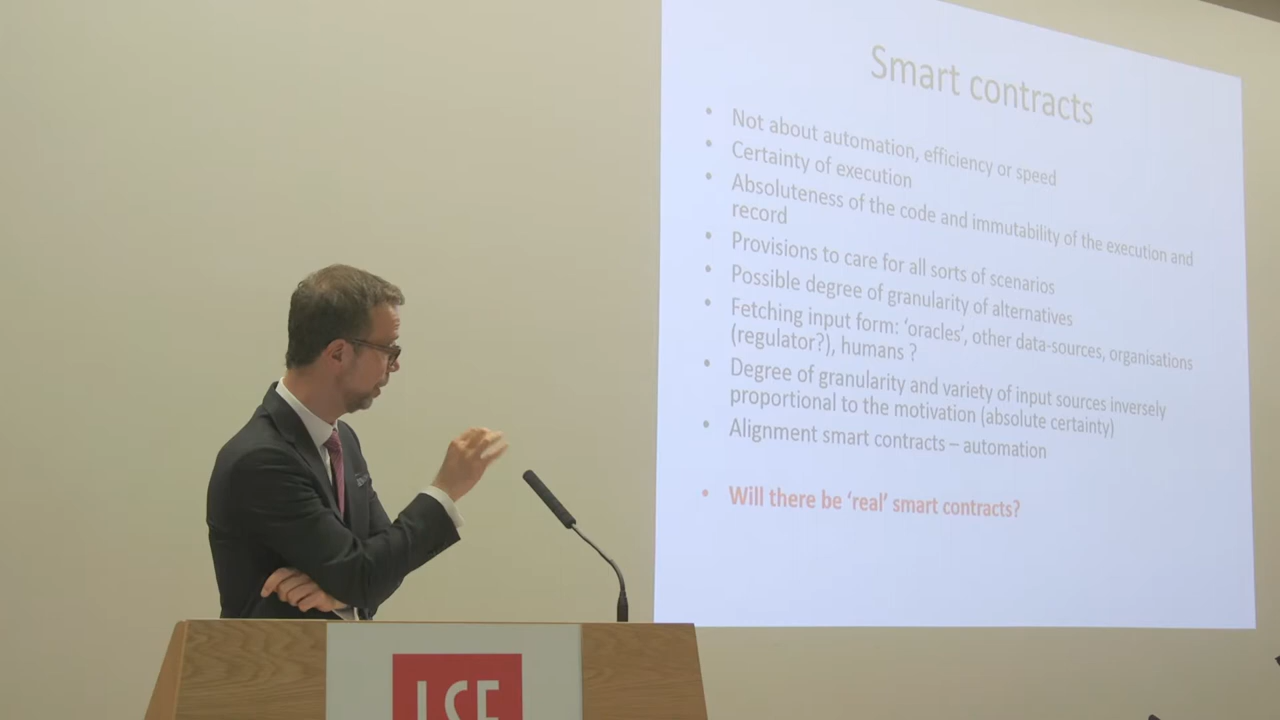 Smart contracts
• Not about automation, efficiency or speed
• Certainty of execution
• Absoluteness of the code and immutability of the execution and
record
• Provisions to care for all sorts of scenarios
• Possible degree of granularity of alternatives
• Fetching input form: ‘oracles’, other data-sources, organisations
(regulator?), humans ?
• Degree of granularity and variety of input sources inversely
proportional to the motivation (absolute certainty)
• Alignment smart contracts – automation
• Will there be ‘real’ smart contracts?
LSE